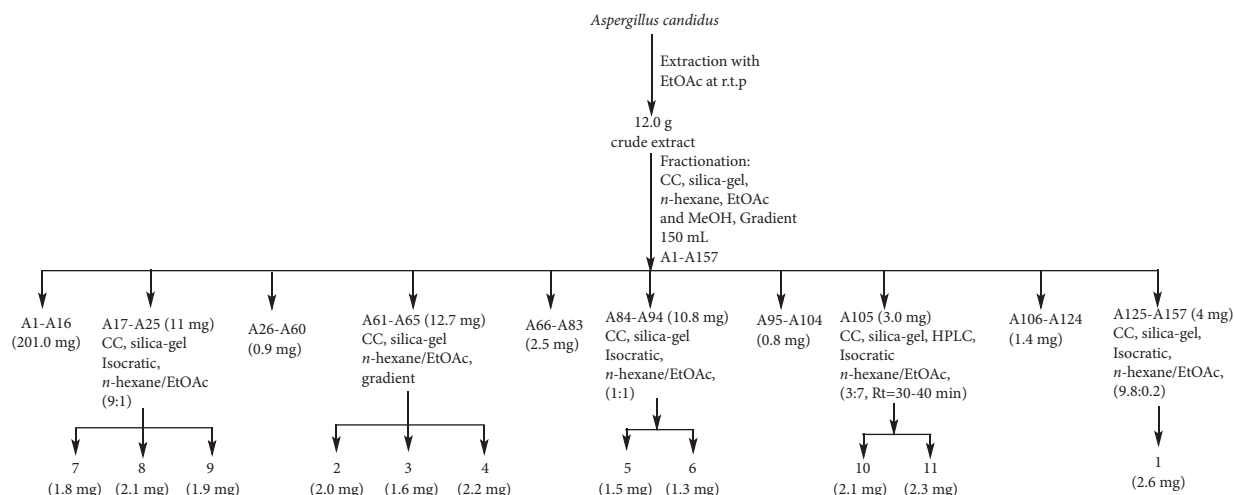 Aspergillus candidus
Extraction with
EtOAc at r.t.p
12.0 g
crude extract
Fractionation:
CC, silica-gel,
n-hexane, EtOAc
and MeOH, Gradient
150 mL
A1-A157
A1-A16
(201.0 mg)
A17-A25 (11 mg)
CC, silica-gel
Isocratic,
n-hexane/EtOAc
(9:1)
A26-A60
(0.9 mg)
A61-A65 (12.7 mg)
CC, silica-gel
n-hexane/EtOAc,
gradient
A66-A83
(2.5 mg)
A84-A94 (10.8 mg)
CC, silica-gel
Isocratic,
n-hexane/EtOAc,
(1:1)
A95-A104
(0.8 mg)
A105 (3.0 mg)
CC, silica-gel, HPLC,
Isocratic
n-hexane/EtOAc,
(3:7, Rt=30-40 min)
A106-A124
(1.4 mg)
A125-A157 (4 mg)
CC, silica-gel,
Isocratic,
n-hexane/EtOAc,
(9.8:0.2)
7
(1.8 mg)
8
(2.1 mg)
9
(1.9 mg)
2
(2.0 mg)
3
(1.6 mg)
4
(2.2 mg)
5
(1.5 mg)
6
(1.3 mg)
10
(2.1 mg)
11
(2.3 mg)
1
(2.6 mg)